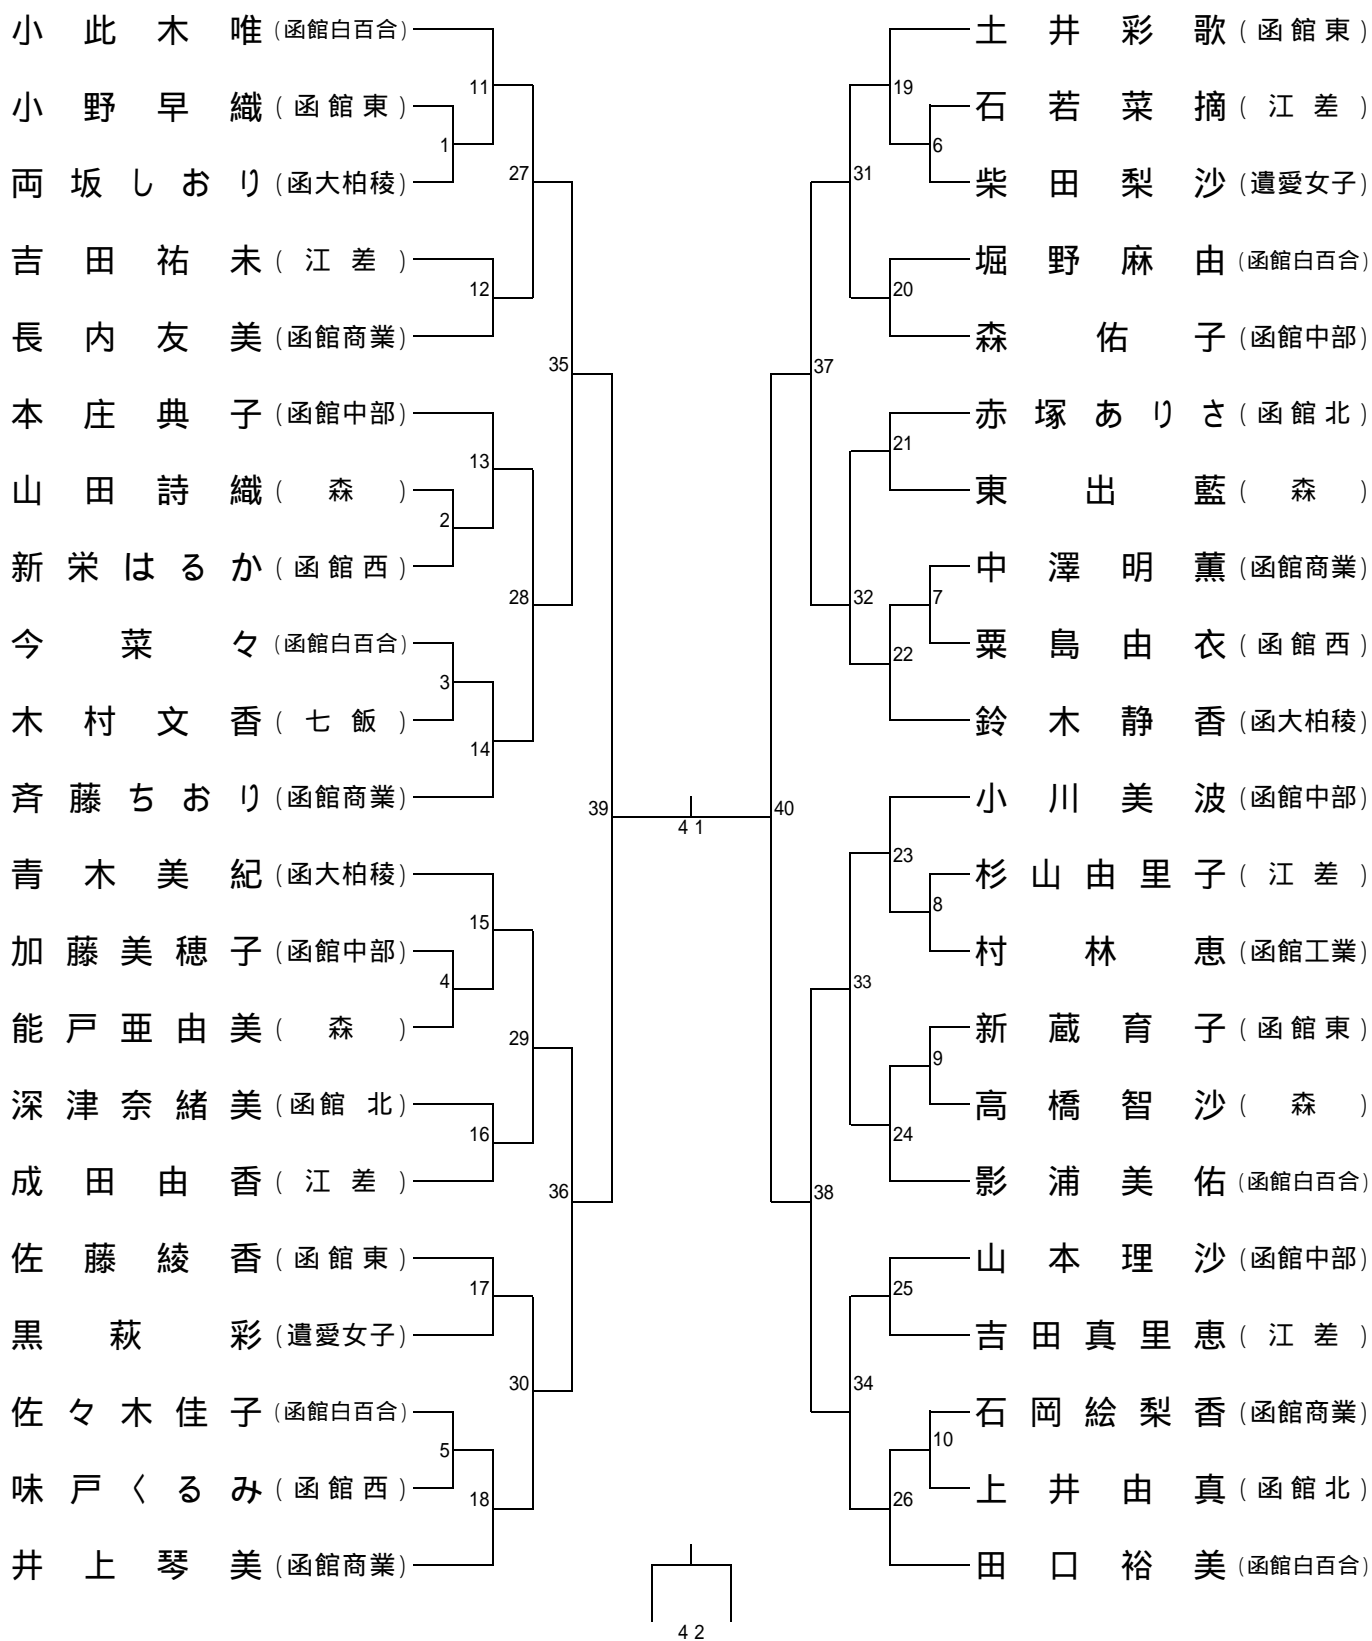 小此木唯(函館白百合)
11
小野早織(函館東)
1
両坂しおり(函大柏稜)
27
吉田祐未(江差)
12
長内友美(函館商業)
35
本庄典子(函館中部)
13
山田詩織(森)
2
新栄はるか(函館西)
28
今菜々(函館白百合)
3
木村文香(七飯)
14
斉藤ちおり(函館商業)
39
青木美紀(函大柏稜)
15
加藤美穂子(函館中部)
4
能戸亜由美(森)
29
深津奈緒美(函館北)
16
成田由香(江差)
36
佐藤綾香(函館東)
17
黒萩彩(遺愛女子)
30
佐々木佳子(函館白百合)
5
味戸くるみ(函館西)
18
井上琴美(函館商業)
41
42
土井彩歌(函館東)
19
石若菜摘(江差)
6
柴田梨沙(遺愛女子)
31
堀野麻由(函館白百合)
20
森佑子(函館中部)
37
赤塚ありさ(函館北)
21
東出藍(森)
中澤明薫(函館商業)
32
7
粟島由衣(函館西)
22
鈴木静香(函大柏稜)
40
小川美波(函館中部)
23
杉山由里子(江差)
8
村林恵(函館工業)
33
新蔵育子(函館東)
9
高橋智沙(森)
24
影浦美佑(函館白百合)
38
山本理沙(函館中部)
25
吉田真里恵(江差)
34
石岡絵梨香(函館商業)
10
上井由真(函館北)
26
田口裕美(函館白百合)